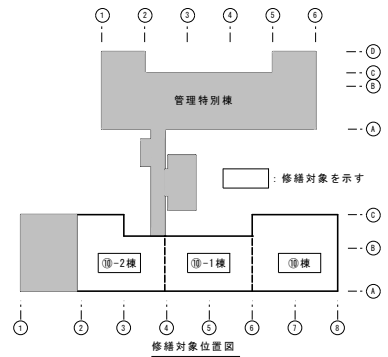 ① ② ③ ④ ⑤ ⑥
Ⓓ
Ⓒ
Ⓑ
管理特別棟
Ⓐ
：修繕対象を示す
Ⓒ
Ⓑ
⑩-2棟 ⑩-1棟 ⑩棟
Ⓐ
① ② ③ ④ ⑤ ⑥ ⑦ ⑧
修繕対象位置図